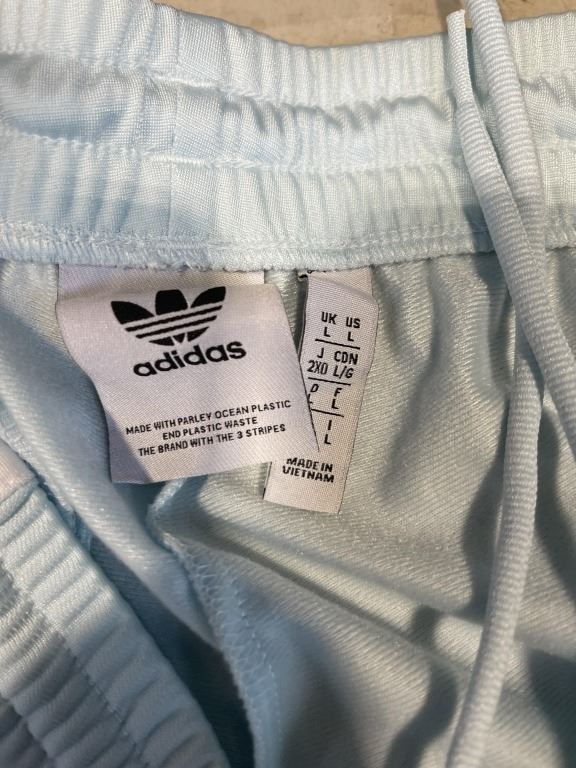 adidas
MADE WITH PARLEY OCEAN PLASTIC
END PLASTIC WASTE
THE BRAND WITH THE 3 STRIPES
UK US
L L
J CDN
2XO L/G
D F
L L
I
L
MADE IN
VIETNAM